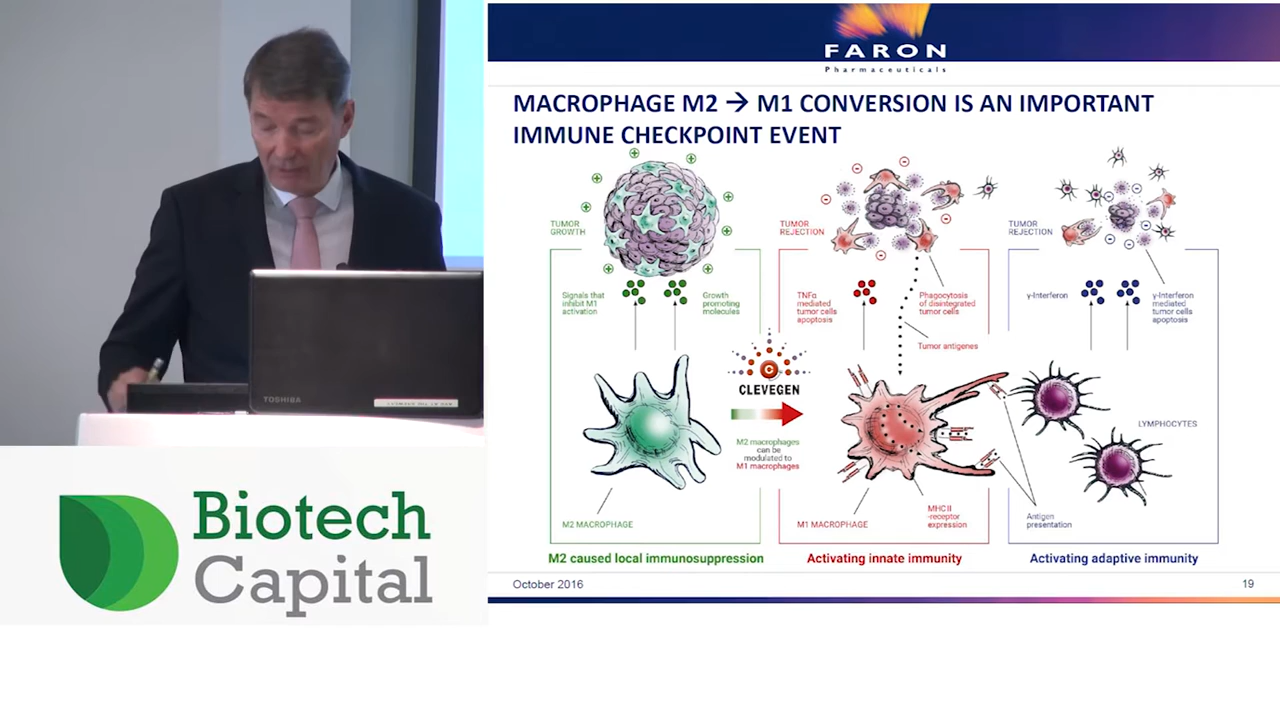 FARON
Pharmaceuticals
MACROPHAGE M2 → M1 CONVERSION IS AN IMPORTANT
IMMUNE CHECKPOINT EVENT
TUMOR
GROWTH
Signals that
inhibit M1
activation
Growth
promoting
molecules
M2 MACROPHAGE
M2 caused local immunosuppression
C
CLEVEGEN
M2 macrophages
can be
modulated to
M1 macrophages
TUMOR
REJECTION
TNFα
mediated
tumor cells
apoptosis
Phagocytosis
of disintegrated
tumor cells
Tumor antigenes
M1 MACROPHAGE
MHCII
-receptor
expression
Activating innate immunity
TUMOR
REJECTION
γ-Interferon
γ-Interferon
mediated
tumor cells
apoptosis
LYMPHOCYTES
Antigen
presentation
Activating adaptive immunity
October 2016
19
TOSHIBA
Biotech
Capital